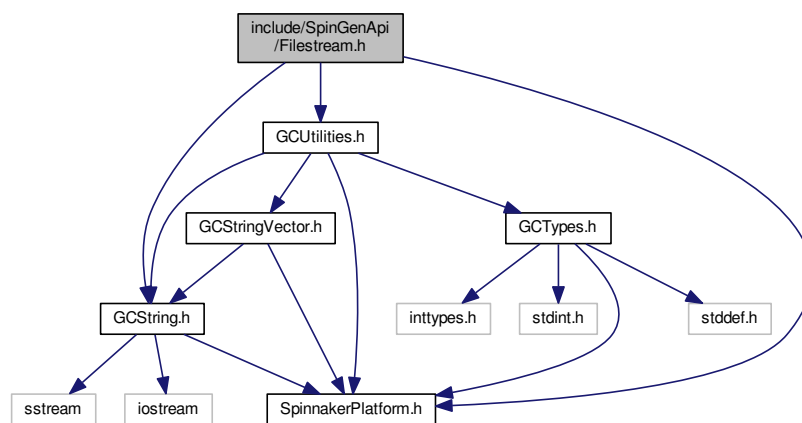 include/SpinGenApi
/Filestream.h
GCUtilities.h
GCStringVector.h
GCTypes.h
GCString.h
inttypes.h
stdint.h
stddef.h
sstream
iostream
SpinnakerPlatform.h